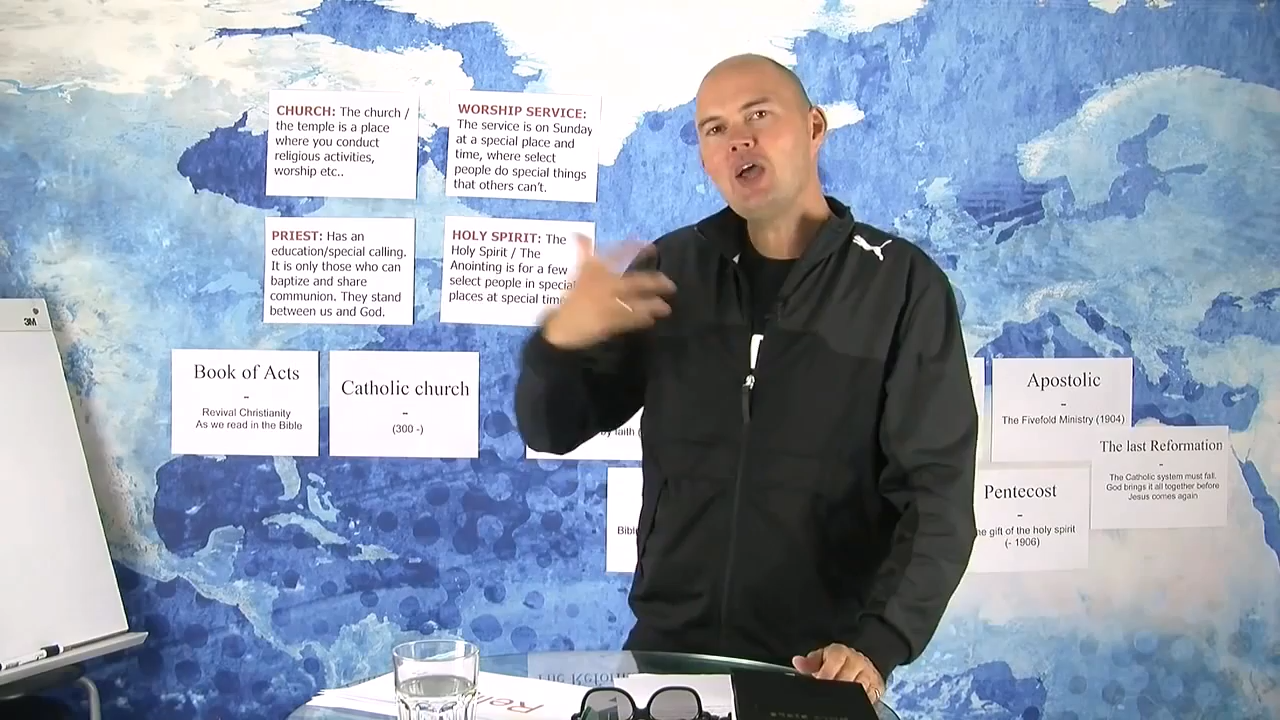 CHURCH: The church /
the temple is a place
where you conduct
religious activities,
worship etc..
WORSHIP SERVICE:
The service is on Sunday
at a special place and
time, where select
people do special things
that others can't.
PRIEST: Has an
education/special calling.
It is only those who can
baptize and share
communion. They stand
between us and God.
HOLY SPIRIT: The
Holy Spirit / The
Anointing is for a few
select people in special
places at special
3M
Book of Acts
-
Revival Christianity
As we read in the Bible
Catholic church
-
(300 -)
by faith (
Apostolic
-
The Fivefold Ministry (1904)
The last Reformation
-
The Catholic system must fall.
God brings it all together before
Jesus comes again
Pentecost
-
gift of the holy spirit
(- 1906)